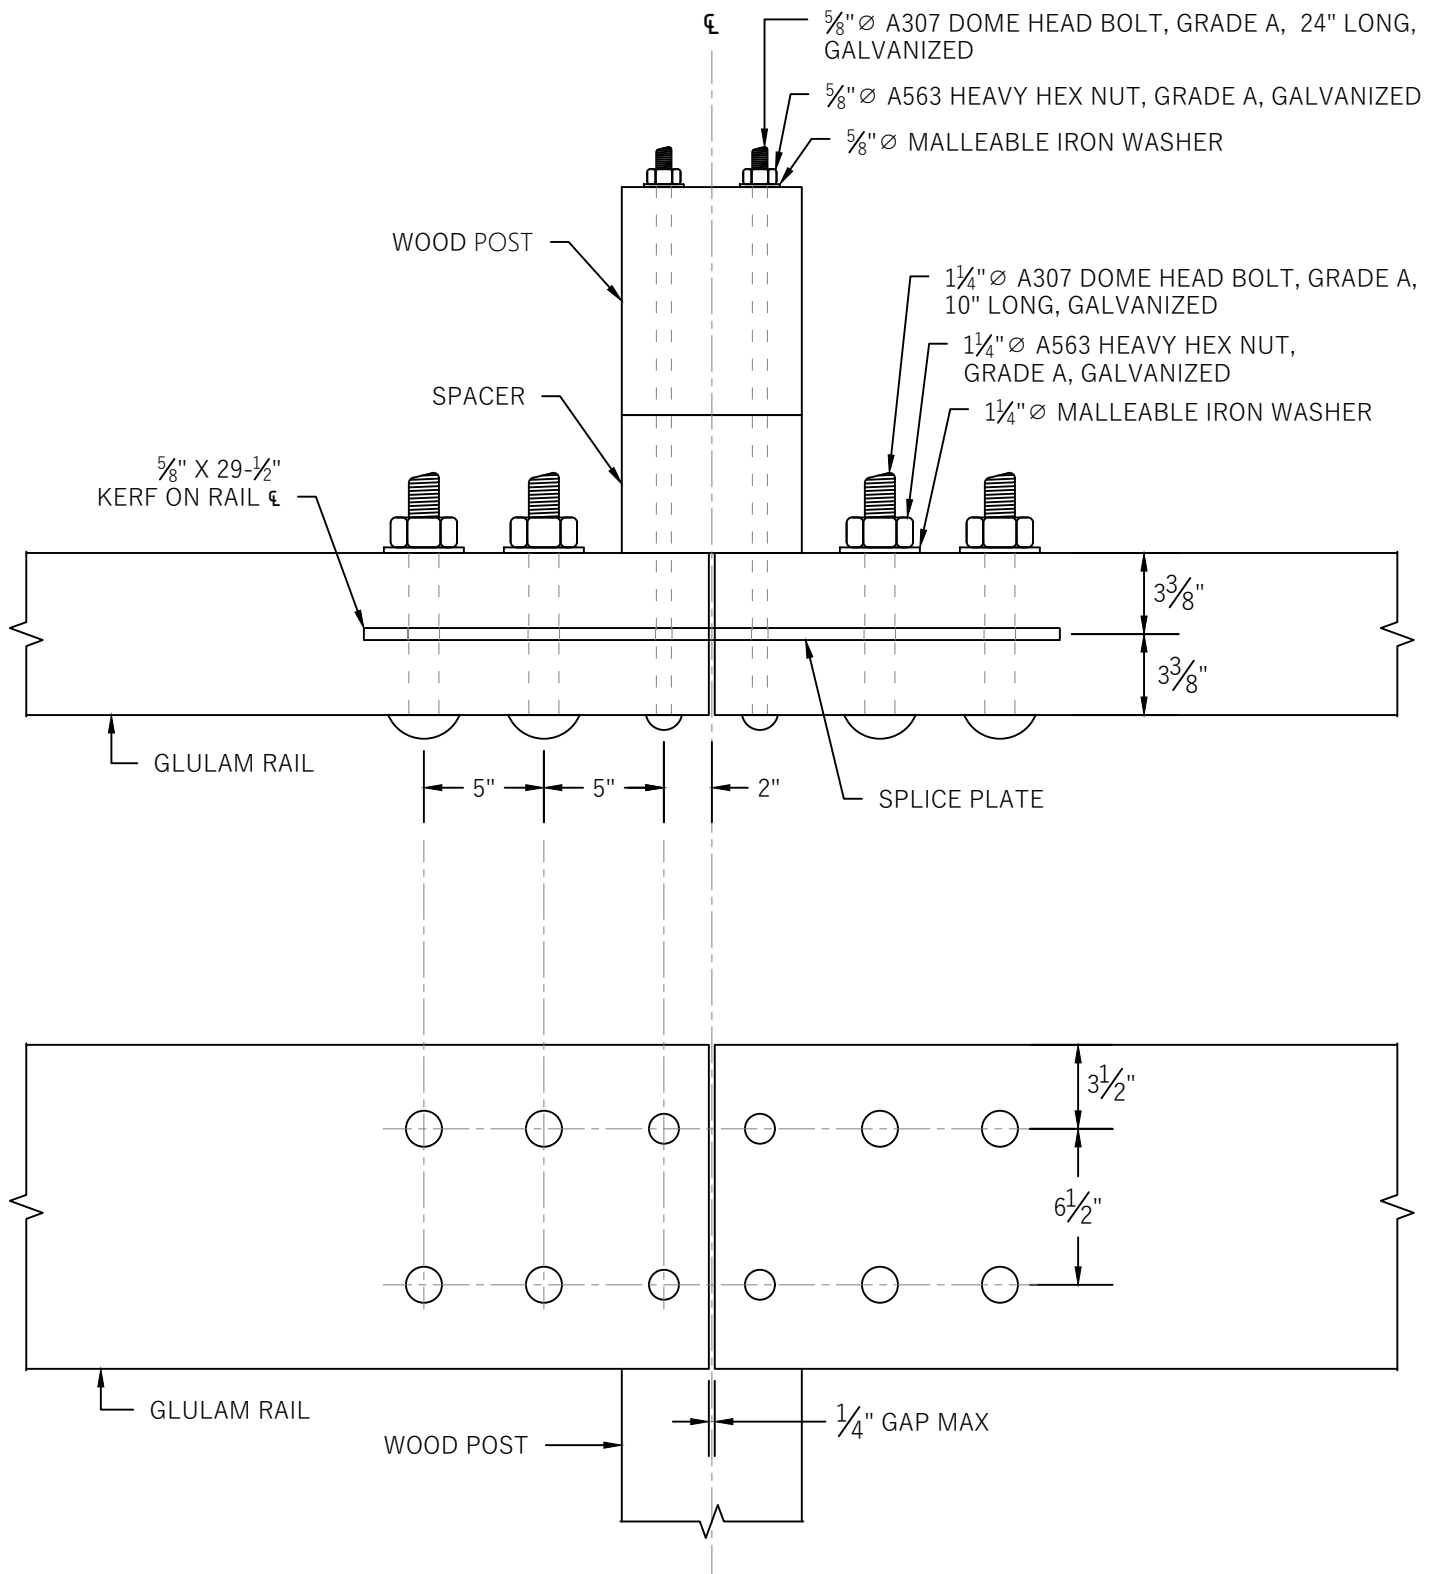 ℄
⅝"∅ A307 DOME HEAD BOLT, GRADE A, 24" LONG,
GALVANIZED
⅝"∅ A563 HEAVY HEX NUT, GRADE A, GALVANIZED
⅝"∅ MALLEABLE IRON WASHER
WOOD POST
1¼"∅ A307 DOME HEAD BOLT, GRADE A,
10" LONG, GALVANIZED
1¼"∅ A563 HEAVY HEX NUT,
GRADE A, GALVANIZED
SPACER
1¼"∅ MALLEABLE IRON WASHER
⅝" X 29-½"
KERF ON RAIL ℄
3⅜"
3⅜"
GLULAM RAIL
5"
5"
2"
SPLICE PLATE
3½"
6½"
GLULAM RAIL
¼" GAP MAX
WOOD POST